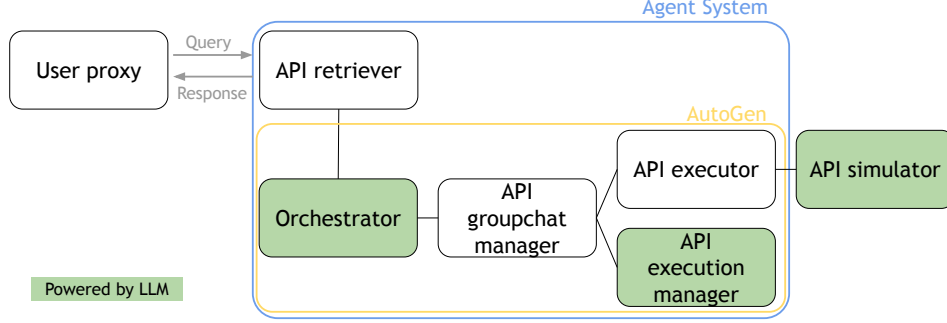 Agent System
Query
User proxy
API retriever
Response
AutoGen
API executor
API simulator
Orchestrator
API
groupchat
manager
API
execution
manager
Powered by LLM